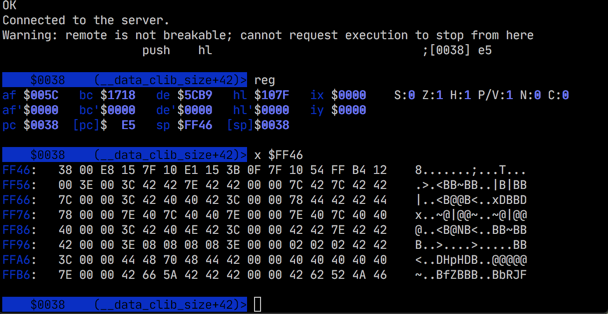 OK
Connected to the server.
Warning: remote is not breakable; cannot request execution to stop from here
push hl ;[0038] e5
$0038 (__data_clib_size+42)> reg
af $005C bc $1718 de $5CB9 hl $107F ix $0000 S:0 Z:1 H:1 P/V:1 N:0 C:0
af'$0000 bc'$0000 de'$0000 hl'$0000 iy $0000
pc $0038 [pc]$ E5 sp $FF46 [sp]$0038
$0038 (__data_clib_size+42)> x $FF46
FF46: 38 00 E8 15 7F 10 E1 15 3B 0F 7F 10 54 FF B4 12 8.......;...T...
FF56: 00 3E 00 3C 42 42 7E 42 42 00 00 7C 42 7C 42 42 .>.<BB~BB..|B|BB
FF66: 7C 00 00 3C 42 40 40 42 3C 00 00 78 44 42 42 44 |..<B@@B<..xDBBD
FF76: 78 00 00 7E 40 7C 40 40 7E 00 00 7E 40 7C 40 40 x..~@|@@~..~@|@@
FF86: 40 00 00 3C 42 40 4E 42 3C 00 00 42 42 7E 42 42 @..<B@NB<..BB~BB
FF96: 42 00 00 3E 08 08 08 08 3E 00 00 02 02 02 42 42 B..>....>.....BB
FFA6: 3C 00 00 44 48 70 48 44 42 00 00 40 40 40 40 40 <..DHpHDB..@@@@@
FFB6: 7E 00 00 42 66 5A 42 42 42 00 00 42 62 52 4A 46 ~..BfZBBB..BbRJF
$0038 (__data_clib_size+42)>